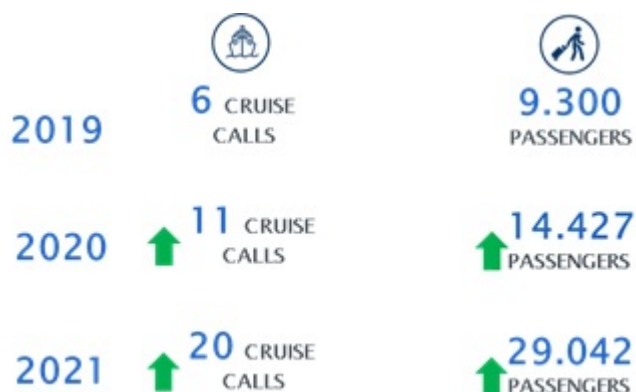 6 CRUISE
CALLS
9.300
PASSENGERS
2019
11 CRUISE
CALLS
14.427
PASSENGERS
2020
20 CRUISE
CALLS
29.042
PASSENGERS
2021